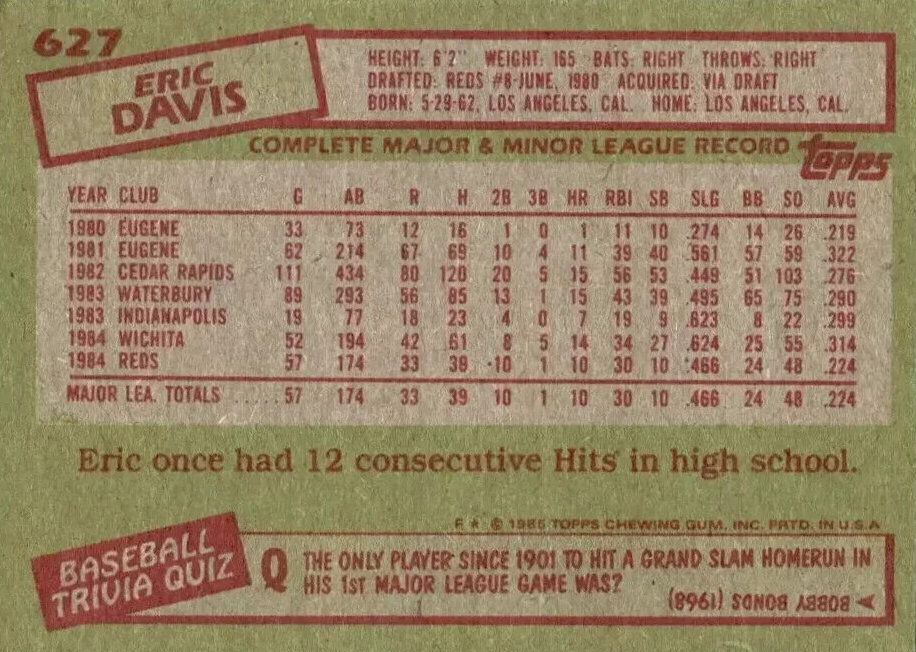 627
ERIC
DAVIS
HEIGHT: 6'2" WEIGHT: 165 BATS: RIGHT THROWS: RIGHT
DRAFTED: REDS #8-JUNE, 1980 ACQUIRED: VIA DRAFT
BORN: 5-29-62, LOS ANGELES, CAL. HOME: LOS ANGELES, CAL.
COMPLETE MAJOR & MINOR LEAGUE RECORD topps
YEAR CLUB G AB R H 2B 3B HR RBI SB SLG BB SO AVG
1980 EUGENE 33 73 12 16 1 0 1 11 10 .274 14 26 .219
1981 EUGENE 62 214 67 69 10 4 11 39 40 .561 57 59 .322
1982 CEDAR RAPIDS 111 434 80 120 20 5 15 56 53 .449 51 103 .276
1983 WATERBURY 89 293 56 85 13 1 15 43 39 .495 65 75 .290
1983 INDIANAPOLIS 19 77 18 23 4 0 7 19 9 .623 8 22 .299
1984 WICHITA 52 194 42 61 8 5 14 34 27 .624 25 55 .314
1984 REDS 57 174 33 39 10 1 10 30 10 .466 24 48 .224
MAJOR LEA. TOTALS ..... 57 174 33 39 10 1 10 30 10 .466 24 48 .224
Eric once had 12 consecutive Hits in high school.
F ★ © 1985 TOPPS CHEWING GUM, INC. PRTD. IN U.S.A
BASEBALL
TRIVIA QUIZ
Q THE ONLY PLAYER SINCE 1901 TO HIT A GRAND SLAM HOMERUN IN
HIS 1ST MAJOR LEAGUE GAME WAS?
BOBBY BONDS (1968)